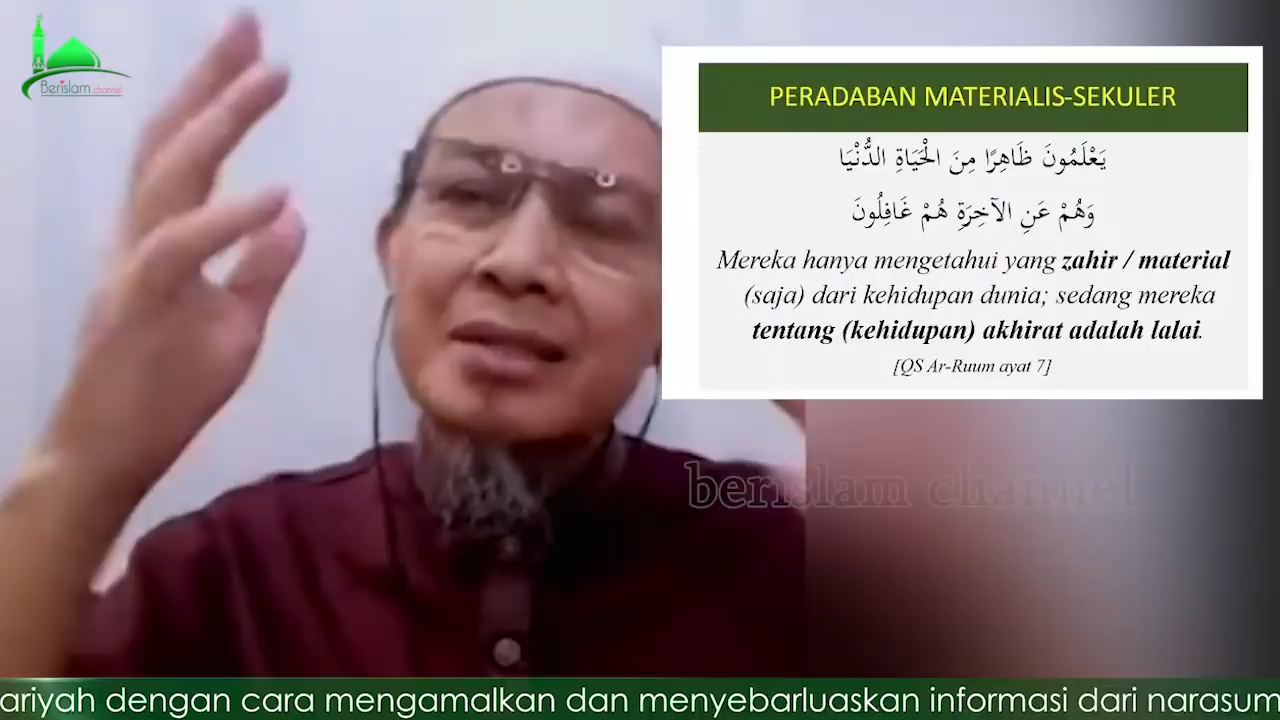 Berislam channel
PERADABAN MATERIALIS-SEKULER
يَعْلَمُونَ ظَاهِرًا مِنَ الْحَيَاةِ الدُّنْيَا
وَهُمْ عَنِ الآخِرَةِ هُمْ غَافِلُونَ
Mereka hanya mengetahui yang zahir / material
(saja) dari kehidupan dunia; sedang mereka
tentang (kehidupan) akhirat adalah lalai.
[QS Ar-Ruum ayat 7]
berislam channel
ariyah dengan cara mengamalkan dan menyebarluaskan informasi dari narasum